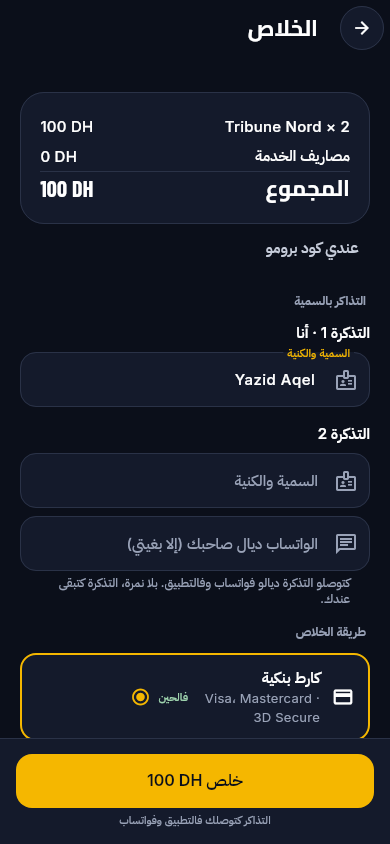 الخلاص
Tribune Nord × 2 100 DH
مصاريف الخدمة 0 DH
المجموع 100 DH
عندي كود برومو
التذاكر بالسمية
التذكرة 1 · أنا
السمية والكنية
Yazid Aqel
التذكرة 2
السمية والكنية
الواتساب ديال صاحبك (إلا بغيتي)
كتوصلو التذكرة ديالو فواتساب وفالتطبيق. بلا نمرة، التذكرة كتبقى
عندك.
طريقة الخلاص
كارط بنكية
Visa، Mastercard ·
3D Secure
فالحين
خلص 100 DH
التذاكر كتوصلك فالتطبيق وفواتساب